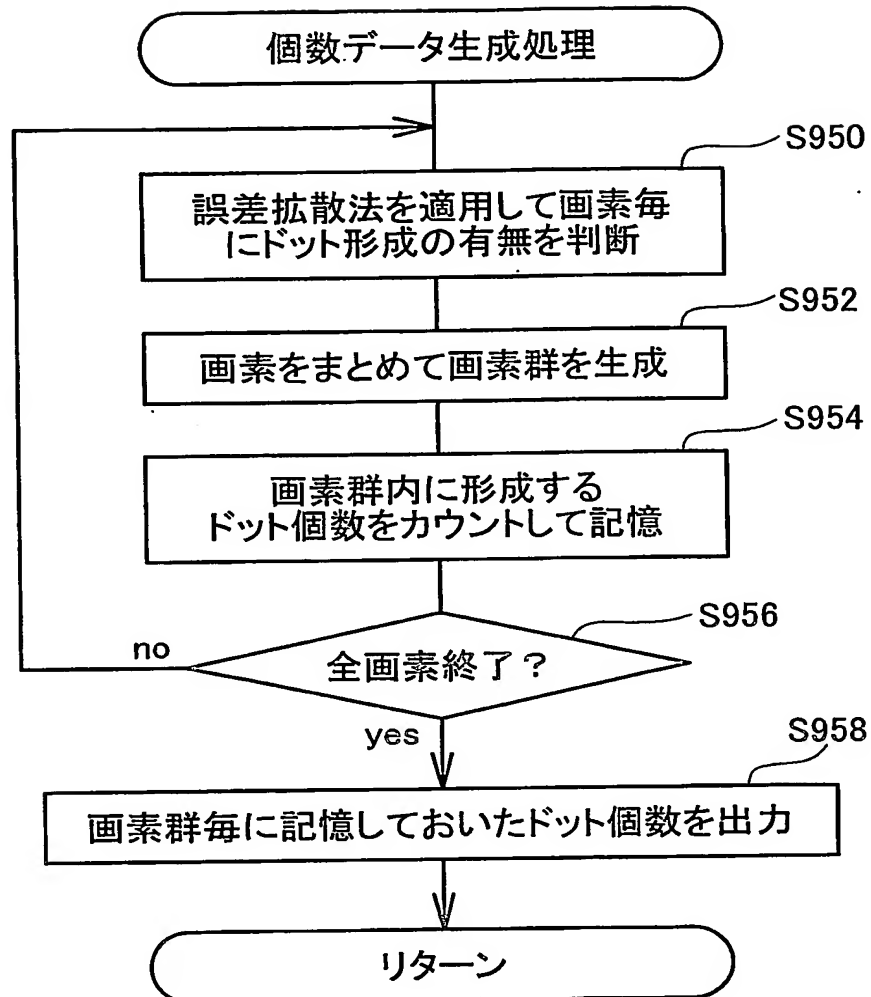 個数データ生成処理
S950
誤差拡散法を適用して画素毎
にドット形成の有無を判断
S952
画素をまとめて画素群を生成
S954
画素群内に形成する
ドット個数をカウントして記憶
S956
全画素終了？
no
yes
S958
画素群毎に記憶しておいたドット個数を出力
リターン